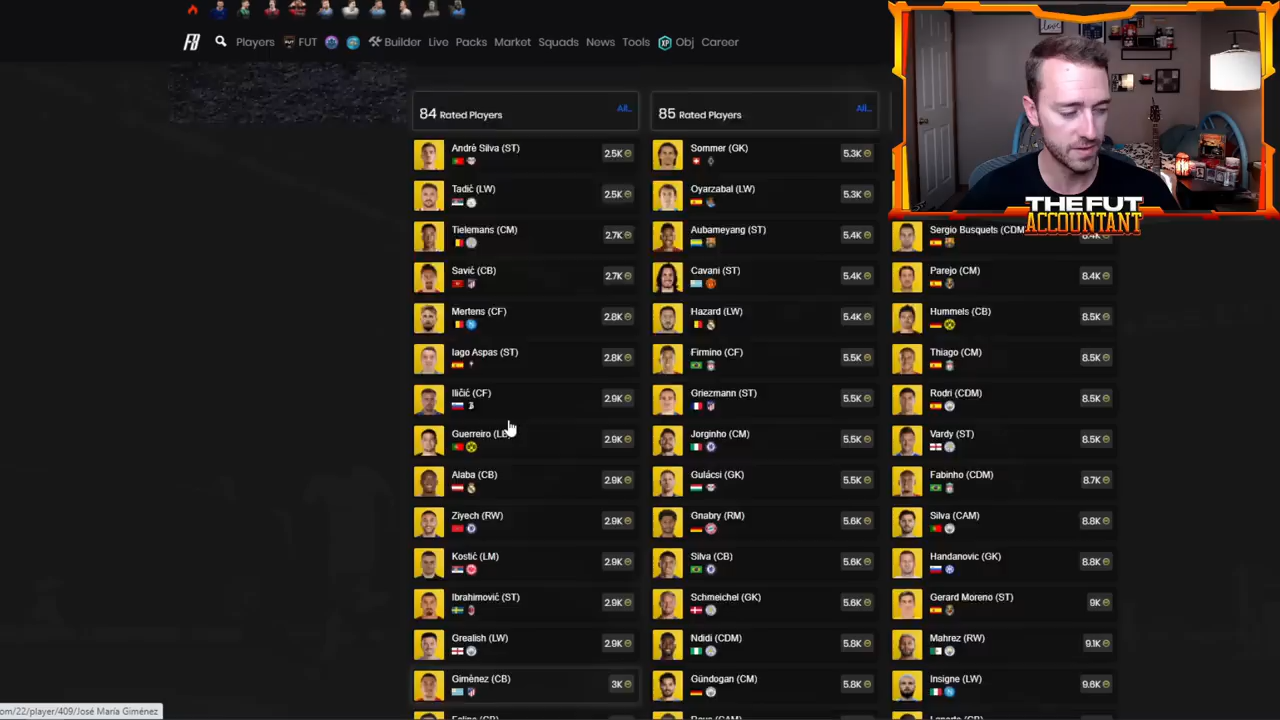 FB Players FUT Builder Live Packs Market Squads News Tools XP Obj Career
84 Rated Players All...
André Silva (ST) 2.5K
Tadić (LW) 2.5K
Tielemans (CM) 2.7K
Savić (CB) 2.7K
Mertens (CF) 2.8K
Iago Aspas (ST) 2.8K
Iličić (CF) 2.9K
Guerreiro (LB) 2.9K
Alaba (CB) 2.9K
Ziyech (RW) 2.9K
Kostić (LM) 2.9K
Ibrahimović (ST) 2.9K
Grealish (LW) 2.9K
Giménez (CB) 3K
85 Rated Players All...
Sommer (GK) 5.3K
Oyarzabal (LW) 5.3K
Aubameyang (ST) 5.4K
Cavani (ST) 5.4K
Hazard (LW) 5.4K
Firmino (CF) 5.5K
Griezmann (ST) 5.5K
Jorginho (CM) 5.5K
Gulácsi (GK) 5.5K
Gnabry (RM) 5.6K
Silva (CB) 5.6K
Schmeichel (GK) 5.6K
Ndidi (CDM) 5.8K
Gündogan (CM) 5.8K
Sergio Busquets (CDM) 8.4K
Parejo (CM) 8.4K
Hummels (CB) 8.5K
Thiago (CM) 8.5K
Rodri (CDM) 8.5K
Vardy (ST) 8.5K
Fabinho (CDM) 8.7K
Silva (CAM) 8.8K
Handanovic (GK) 8.8K
Gerard Moreno (ST) 9K
Mahrez (RW) 9.1K
Insigne (LW) 9.6K
THE FUT
ACCOUNTANT
om/22/player/409/José María Giménez